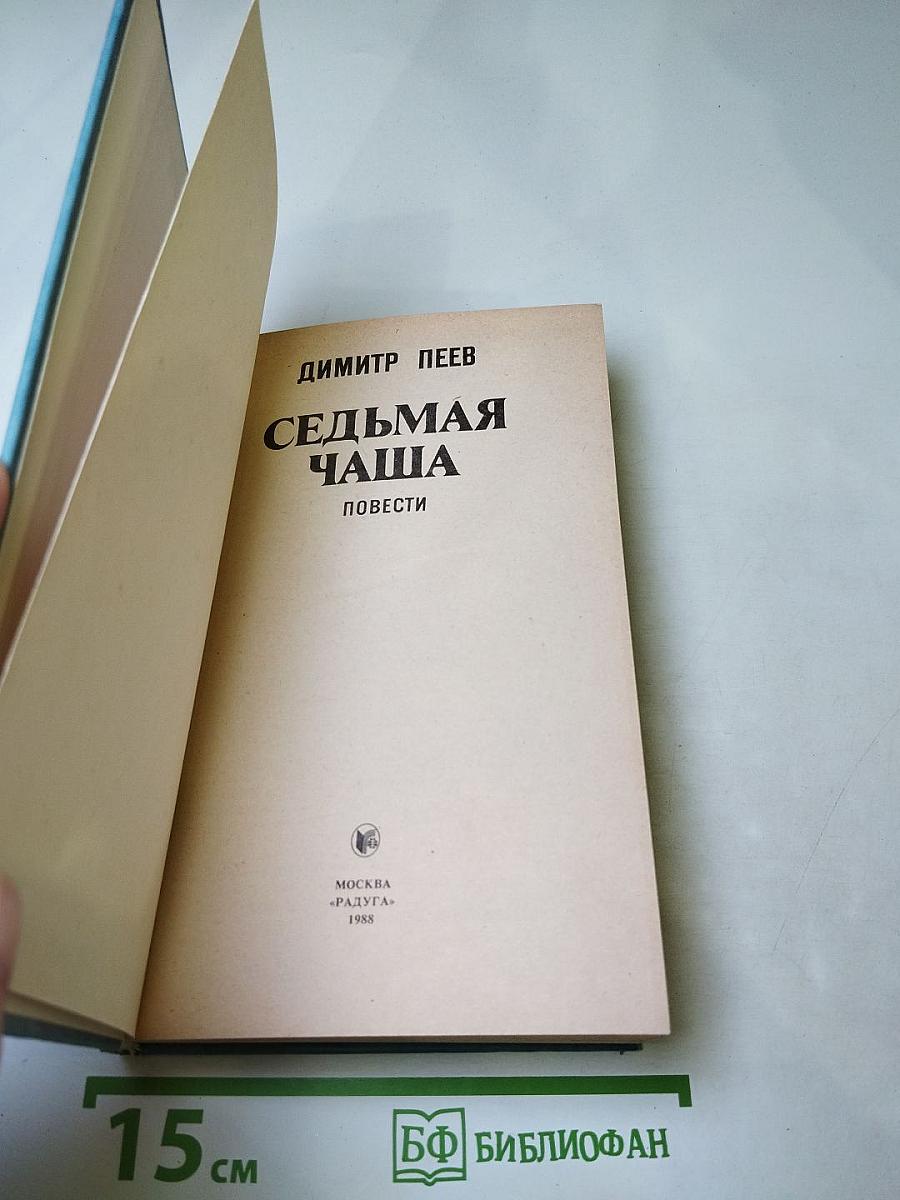 ДИМИТР ПЕЕВ
СЕДЬМАЯ
ЧАША
ПОВЕСТИ
МОСКВА
«РАДУГА»
1988
15 см
БФ БИБЛИОФАН